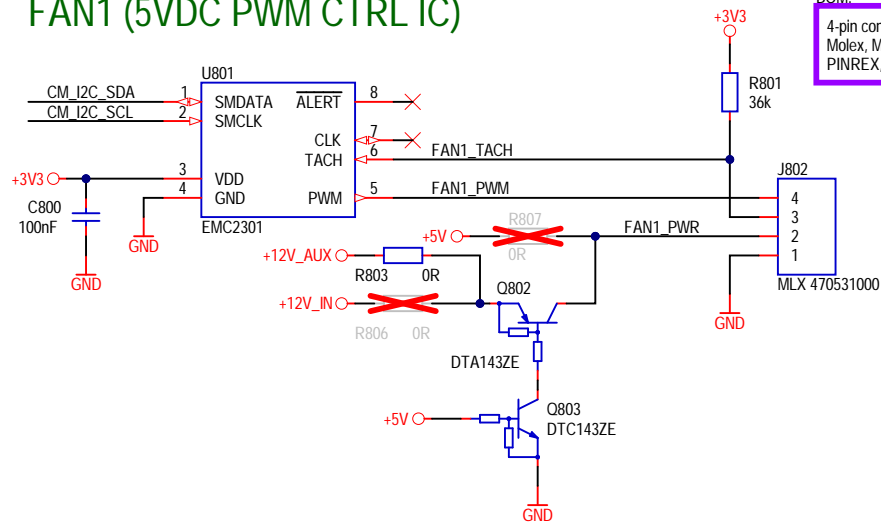 FAN1 (5VDC PWM CTRL IC)
4-pin con
Molex, M
PINREX,
+3V3
R801
36k
U801
CM_I2C_SDA
1
SMDATA
ALERT
8
CM_I2C_SCL
2
SMCLK
CLK
7
TACH
6
FAN1_TACH
+3V3
3
VDD
4
GND
PWM
5
FAN1_PWM
EMC2301
C800
100nF
GND
GND
J802
4
3
2
1
MLX 470531000
GND
R807
+5V
0R
FAN1_PWR
+12V_AUX
R803
0R
Q802
+12V_IN
R806
0R
DTA143ZE
+5V
Q803
DTC143ZE
GND